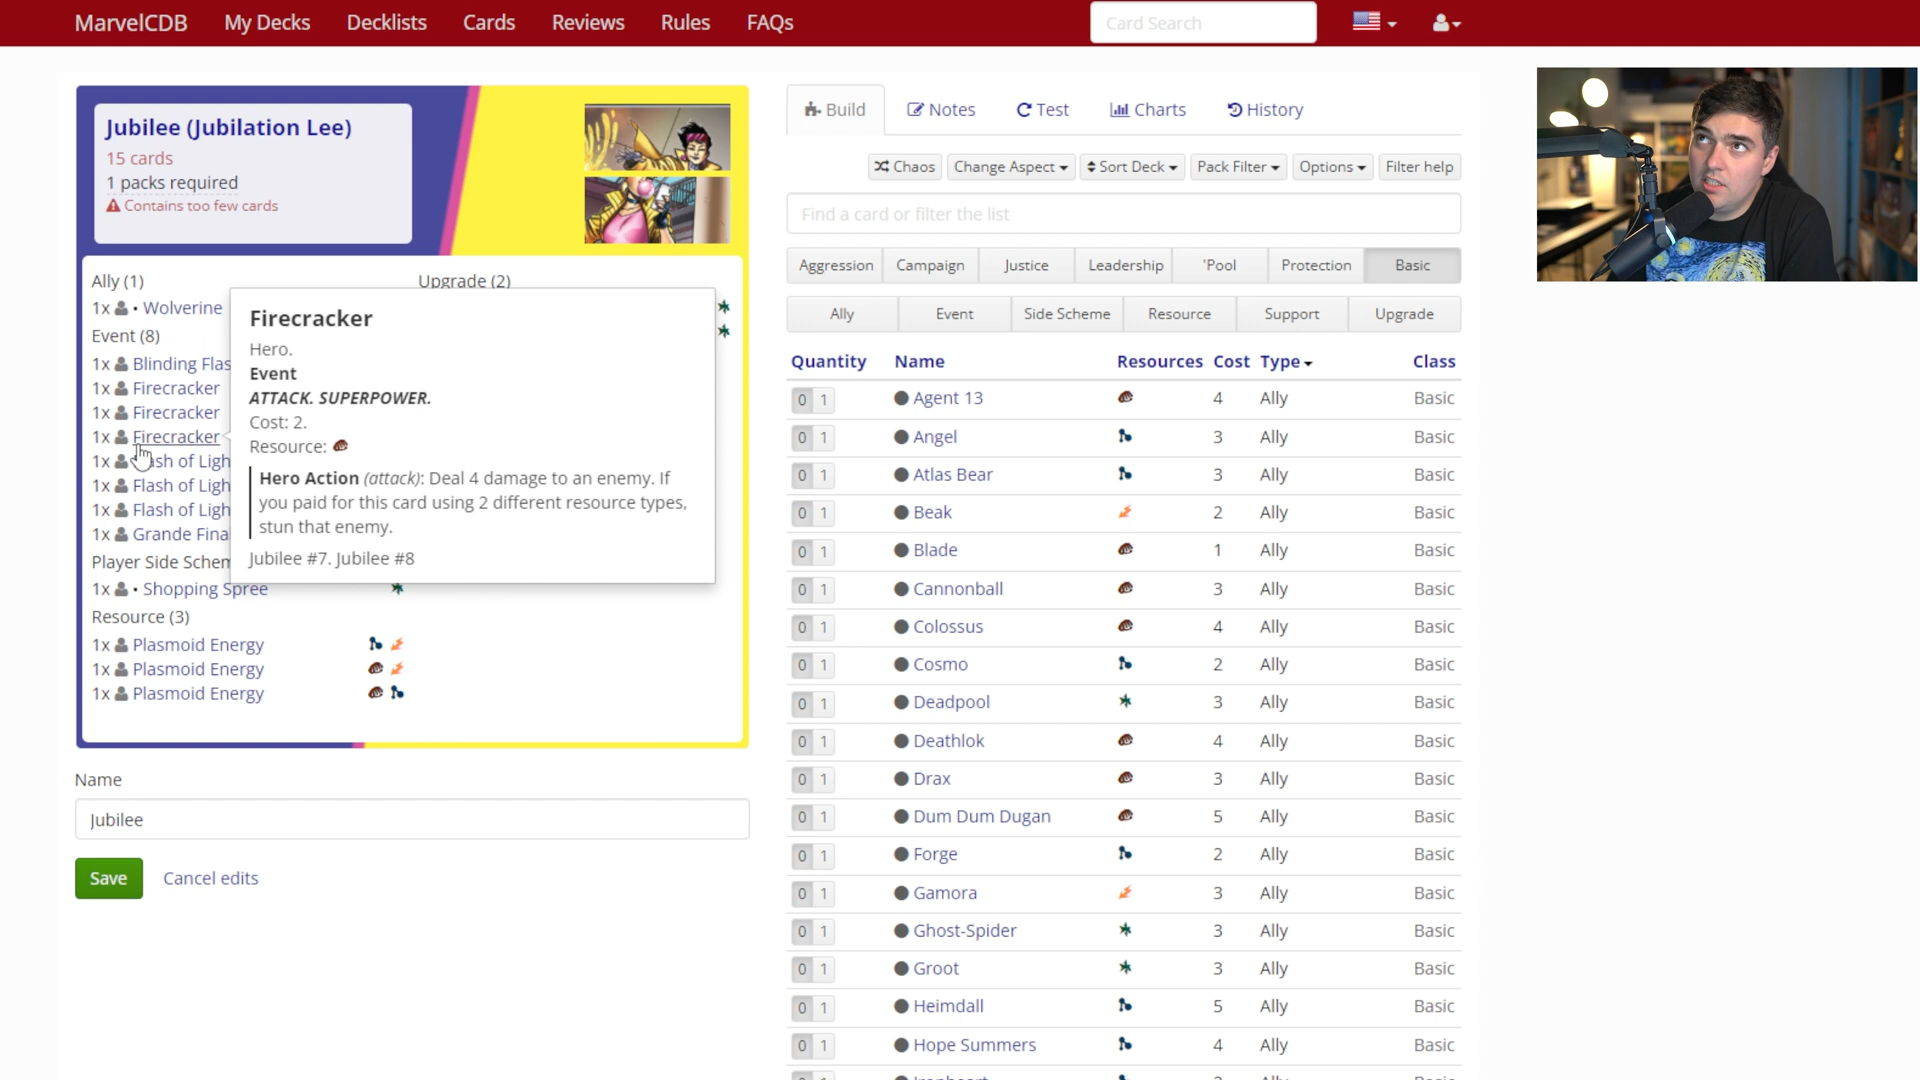 MarvelCDB My Decks Decklists Cards Reviews Rules FAQs Card Search
Jubilee (Jubilation Lee)
15 cards
1 packs required
Contains too few cards
Ally (1)
1x • Wolverine
Event (8)
1x Blinding Flas
1x Firecracker
1x Firecracker
1x Firecracker
1x ash of Ligh
1x Flash of Ligh
1x Flash of Ligh
1x Grande Fina
Player Side Schem
1x • Shopping Spree
Resource (3)
1x Plasmoid Energy
1x Plasmoid Energy
1x Plasmoid Energy
Upgrade (2)
Firecracker
Hero.
Event
ATTACK. SUPERPOWER.
Cost: 2.
Resource:
Hero Action (attack): Deal 4 damage to an enemy. If
you paid for this card using 2 different resource types,
stun that enemy.
Jubilee #7. Jubilee #8
Name
Jubilee
Save Cancel edits
Build Notes Test Charts History
Chaos Change Aspect Sort Deck Pack Filter Options Filter help
Find a card or filter the list
Aggression Campaign Justice Leadership 'Pool Protection Basic
Ally Event Side Scheme Resource Support Upgrade
Quantity Name Resources Cost Type Class
0 1 Agent 13 4 Ally Basic
0 1 Angel 3 Ally Basic
0 1 Atlas Bear 3 Ally Basic
0 1 Beak 2 Ally Basic
0 1 Blade 1 Ally Basic
0 1 Cannonball 3 Ally Basic
0 1 Colossus 4 Ally Basic
0 1 Cosmo 2 Ally Basic
0 1 Deadpool 3 Ally Basic
0 1 Deathlok 4 Ally Basic
0 1 Drax 3 Ally Basic
0 1 Dum Dum Dugan 5 Ally Basic
0 1 Forge 2 Ally Basic
0 1 Gamora 3 Ally Basic
0 1 Ghost-Spider 3 Ally Basic
0 1 Groot 3 Ally Basic
0 1 Heimdall 5 Ally Basic
0 1 Hope Summers 4 Ally Basic